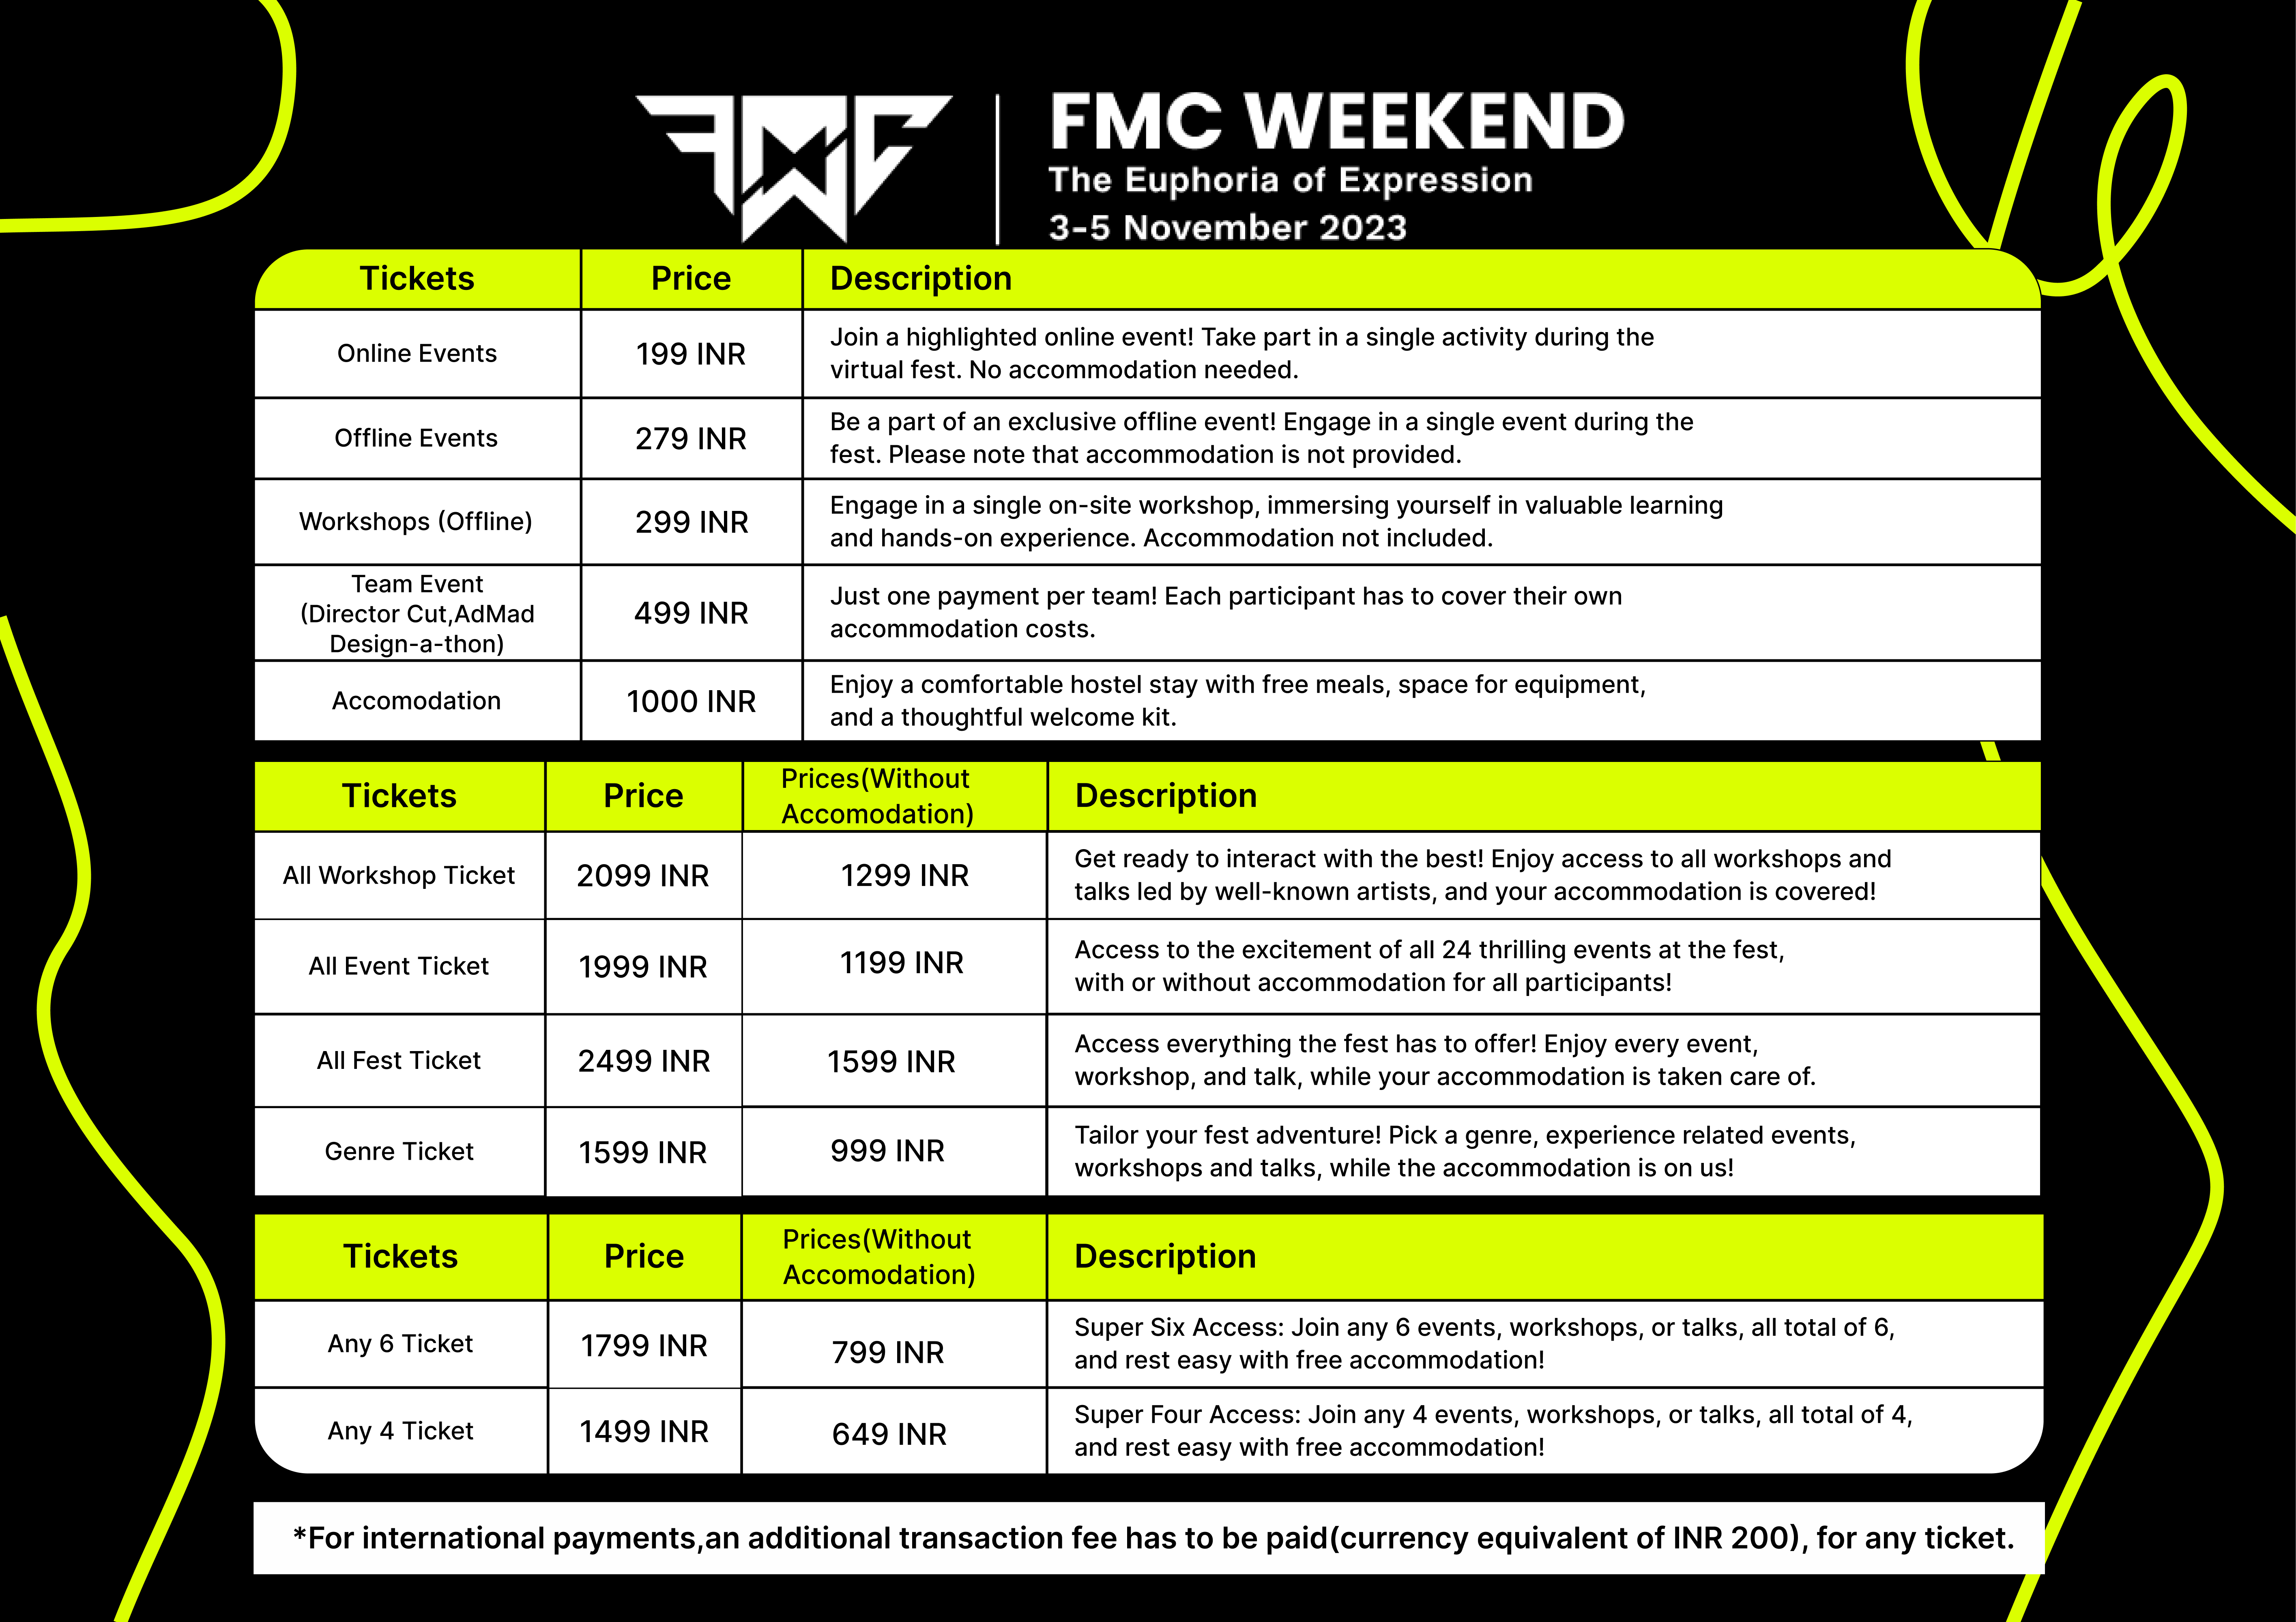 FMC
FMC WEEKEND
The Euphoria of Expression
3-5 November 2023
Tickets Price Description
Online Events 199 INR Join a highlighted online event! Take part in a single activity during the
virtual fest. No accommodation needed.
Offline Events 279 INR Be a part of an exclusive offline event! Engage in a single event during the
fest. Please note that accommodation is not provided.
Workshops (Offline) 299 INR Engage in a single on-site workshop, immersing yourself in valuable learning
and hands-on experience. Accommodation not included.
Team Event
(Director Cut,AdMad
Design-a-thon)
499 INR
Just one payment per team! Each participant has to cover their own
accommodation costs.
Accomodation 1000 INR Enjoy a comfortable hostel stay with free meals, space for equipment,
and a thoughtful welcome kit.
Tickets Price Prices(Without
Accomodation) Description
All Workshop Ticket 2099 INR 1299 INR Get ready to interact with the best! Enjoy access to all workshops and
talks led by well-known artists, and your accommodation is covered!
All Event Ticket 1999 INR 1199 INR Access to the excitement of all 24 thrilling events at the fest,
with or without accommodation for all participants!
All Fest Ticket 2499 INR 1599 INR Access everything the fest has to offer! Enjoy every event,
workshop, and talk, while your accommodation is taken care of.
Genre Ticket 1599 INR 999 INR Tailor your fest adventure! Pick a genre, experience related events,
workshops and talks, while the accommodation is on us!
Tickets Price Prices(Without
Accomodation) Description
Any 6 Ticket 1799 INR 799 INR Super Six Access: Join any 6 events, workshops, or talks, all total of 6,
and rest easy with free accommodation!
Any 4 Ticket 1499 INR 649 INR Super Four Access: Join any 4 events, workshops, or talks, all total of 4,
and rest easy with free accommodation!
*For international payments,an additional transaction fee has to be paid(currency equivalent of INR 200), for any ticket.